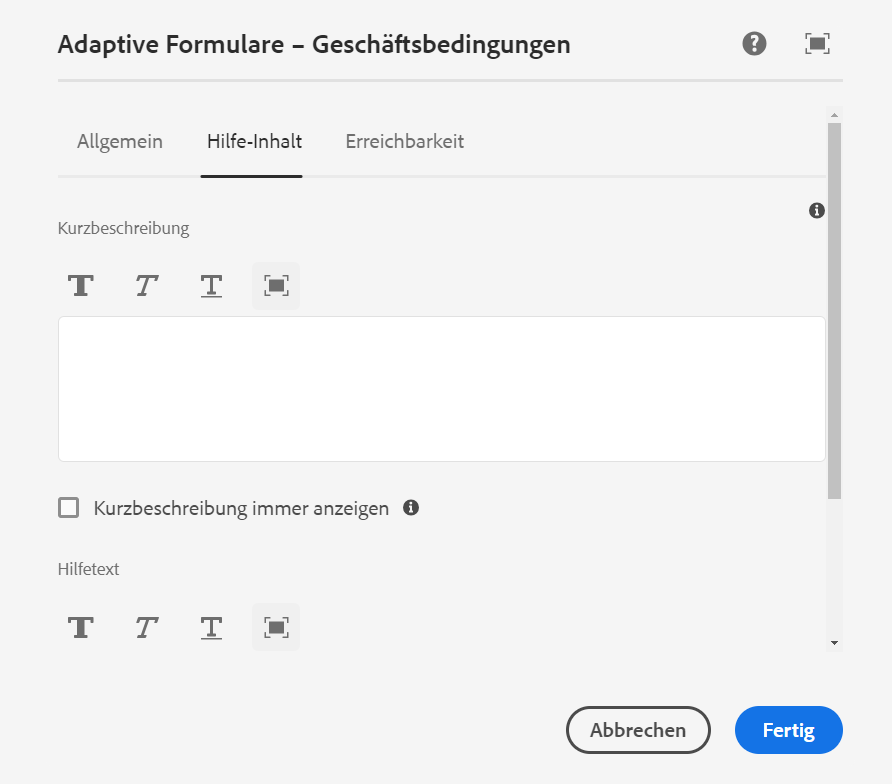 Adaptive Formulare – Geschäftsbedingungen
Allgemein Hilfe-Inhalt Erreichbarkeit
Kurzbeschreibung
T T T
Kurzbeschreibung immer anzeigen
Hilfetext
T T T
Abbrechen Fertig